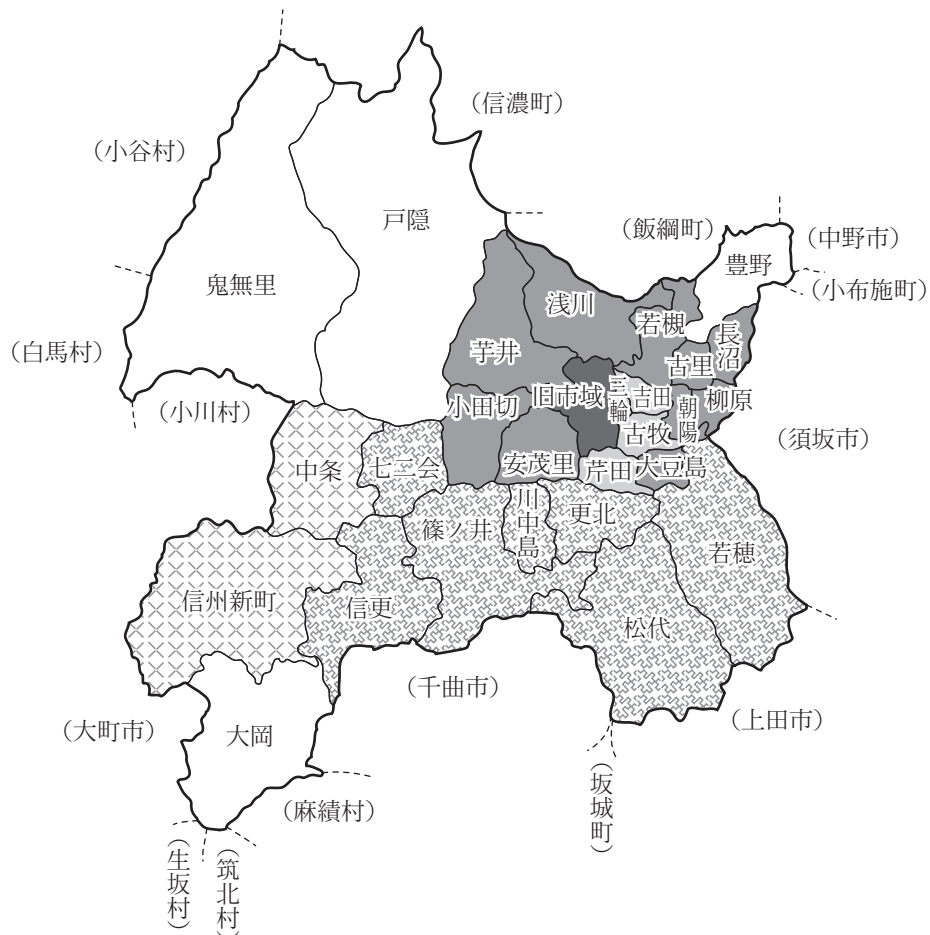 （信濃町）
（小谷村）
戸隠
（飯綱町）
（中野市）
豊野
鬼無里
（小布施町）
浅川
若槻
長沼
（白馬村）
芋井
古里
（小川村）
小田切
旧市域
三輪
吉田
朝陽
柳原
古牧
（須坂市）
中条
七二会
安茂里
芹田
大豆島
篠ノ井
川中島
更北
若穂
信州新町
信更
松代
（千曲市）
（大町市）
大岡
（上田市）
（麻績村）
（坂城町）
（生坂村）
（筑北村）